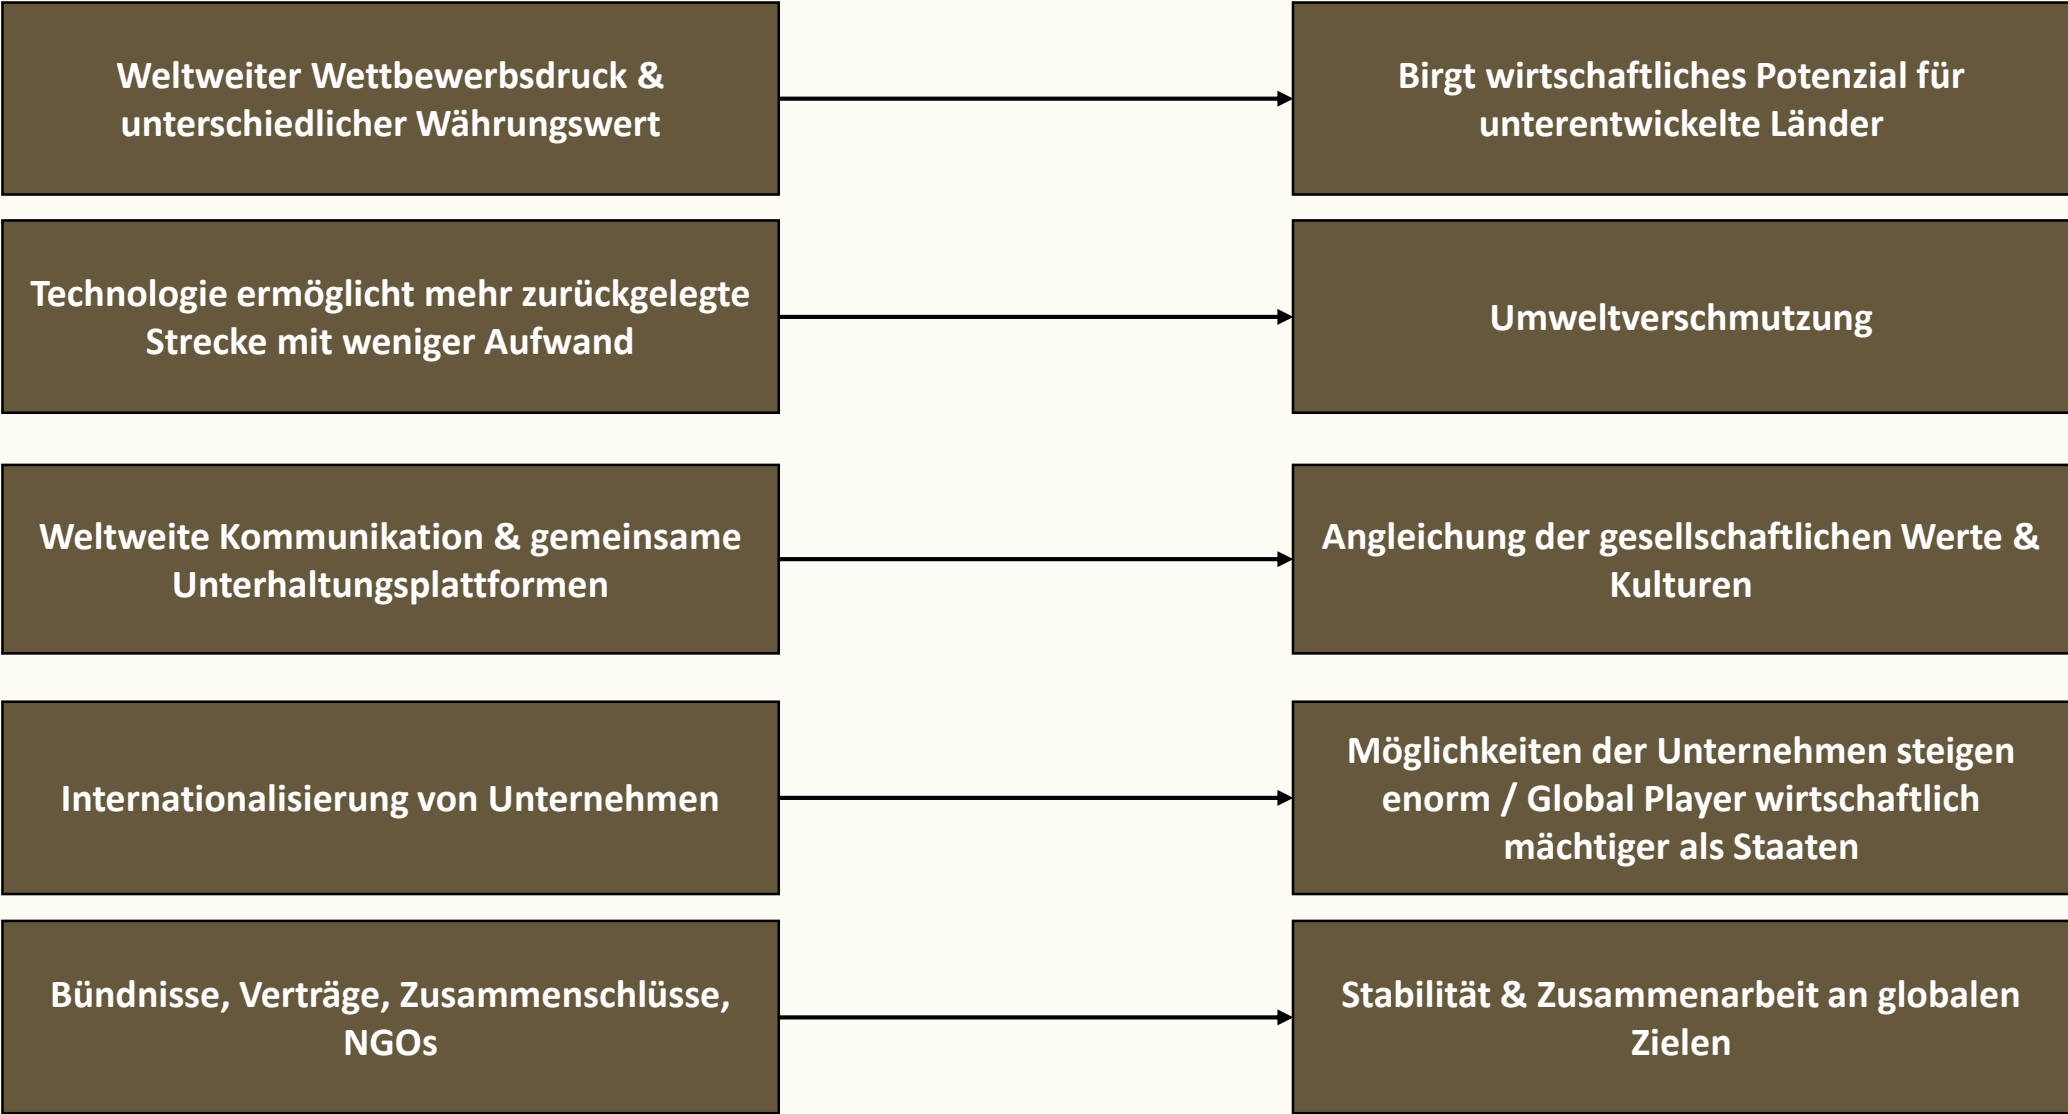 Weltweiter Wettbewerbsdruck &
unterschiedlicher Währungswert
Birgt wirtschaftliches Potenzial für
unterentwickelte Länder
Technologie ermöglicht mehr zurückgelegte
Strecke mit weniger Aufwand
Umweltverschmutzung
Weltweite Kommunikation & gemeinsame
Unterhaltungsplattformen
Angleichung der gesellschaftlichen Werte &
Kulturen
Internationalisierung von Unternehmen
Möglichkeiten der Unternehmen steigen
enorm / Global Player wirtschaftlich
mächtiger als Staaten
Bündnisse, Verträge, Zusammenschlüsse,
NGOs
Stabilität & Zusammenarbeit an globalen
Zielen